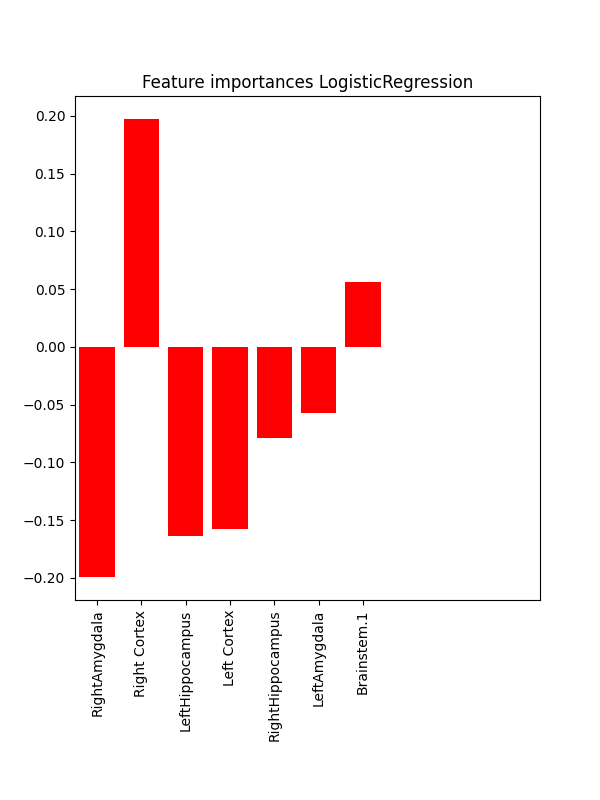 Feature importances LogisticRegression
0.20
0.15
0.10
0.05
0.00
−0.05
−0.10
−0.15
−0.20
RightAmygdala
Right Cortex
LeftHippocampus
Left Cortex
RightHippocampus
LeftAmygdala
Brainstem.1